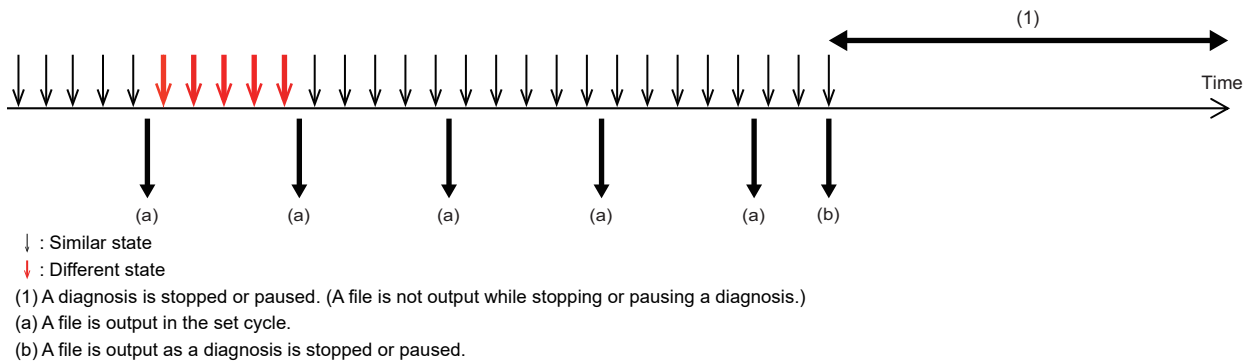 (1)
Time
(a) (a) (a) (a) (a) (b)
: Similar state
: Different state
(1) A diagnosis is stopped or paused. (A file is not output while stopping or pausing a diagnosis.)
(a) A file is output in the set cycle.
(b) A file is output as a diagnosis is stopped or paused.